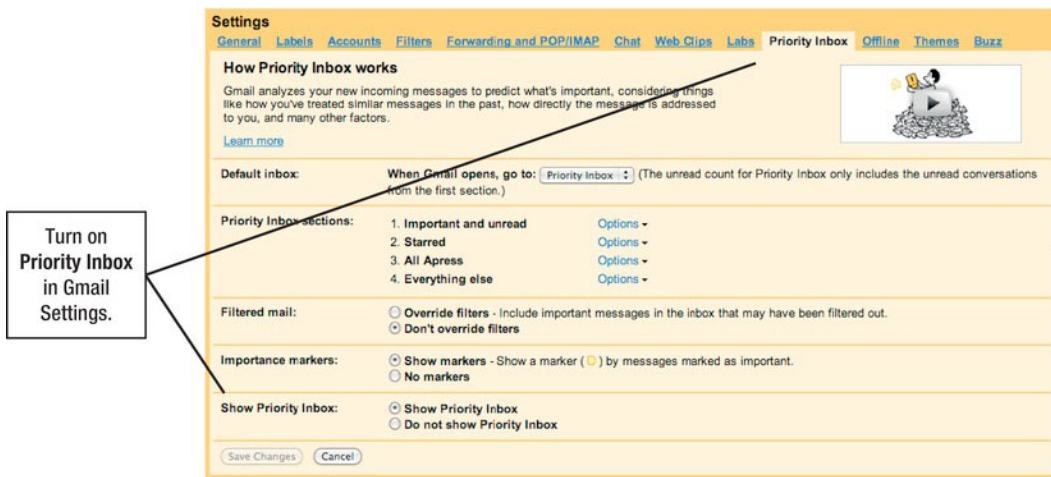 Settings
General Labels Accounts Filters Forwarding and POP/IMAP Chat Web Clips Labs Priority Inbox Offline Themes Buzz
How Priority Inbox works
Gmail analyzes your new incoming messages to predict what's important, considering things
like how you've treated similar messages in the past, how directly the message is addressed
to you, and many other factors.
Learn more
Default inbox: When Gmail opens, go to: Priority Inbox (The unread count for Priority Inbox only includes the unread conversations
from the first section.)
Priority Inbox sections: 1. Important and unread Options
2. Starred Options
3. All Apress Options
4. Everything else Options
Turn on
Priority Inbox
in Gmail
Settings.
Filtered mail: Override filters - Include important messages in the inbox that may have been filtered out.
Don't override filters
Importance markers: Show markers - Show a marker ( ) by messages marked as important.
No markers
Show Priority Inbox: Show Priority Inbox
Do not show Priority Inbox
Save Changes Cancel